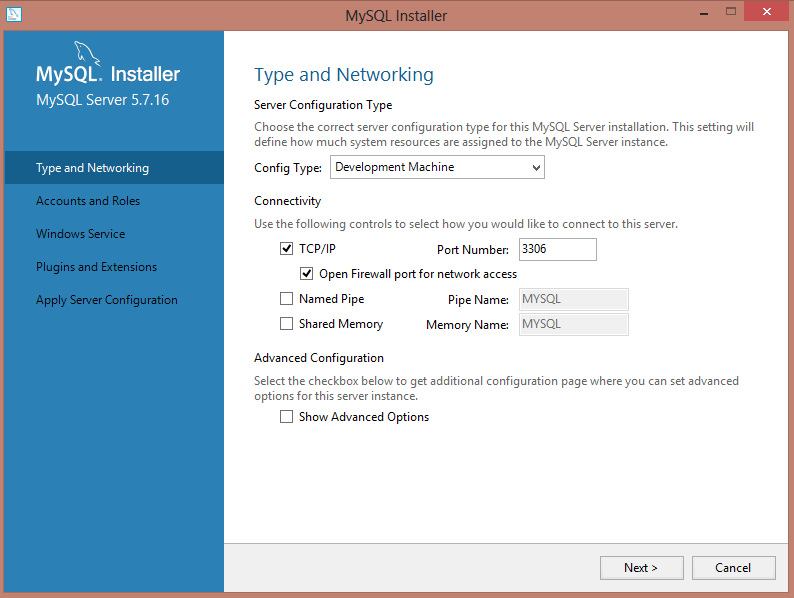 MySQL Installer
MySQL. Installer
MySQL Server 5.7.16
Type and Networking
Accounts and Roles
Windows Service
Plugins and Extensions
Apply Server Configuration
Type and Networking
Server Configuration Type
Choose the correct server configuration type for this MySQL Server installation. This setting will
define how much system resources are assigned to the MySQL Server instance.
Config Type: Development Machine
Connectivity
Use the following controls to select how you would like to connect to this server.
TCP/IP Port Number: 3306
Open Firewall port for network access
Named Pipe Pipe Name: MYSQL
Shared Memory Memory Name: MYSQL
Advanced Configuration
Select the checkbox below to get additional configuration page where you can set advanced
options for this server instance.
Show Advanced Options
Next > Cancel